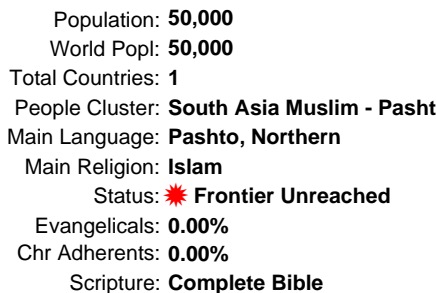 Population: 50,000
World Popl: 50,000
Total Countries: 1
People Cluster: South Asia Muslim - Pasht
Main Language: Pashto, Northern
Main Religion: Islam
Status: Frontier Unreached
Evangelicals: 0.00%
Chr Adherents: 0.00%
Scripture: Complete Bible